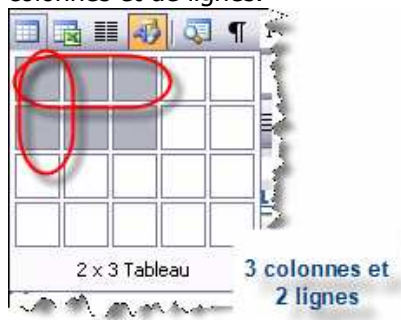 colonnes et de lignes.
2 x 3 Tableau
3 colonnes et
2 lignes